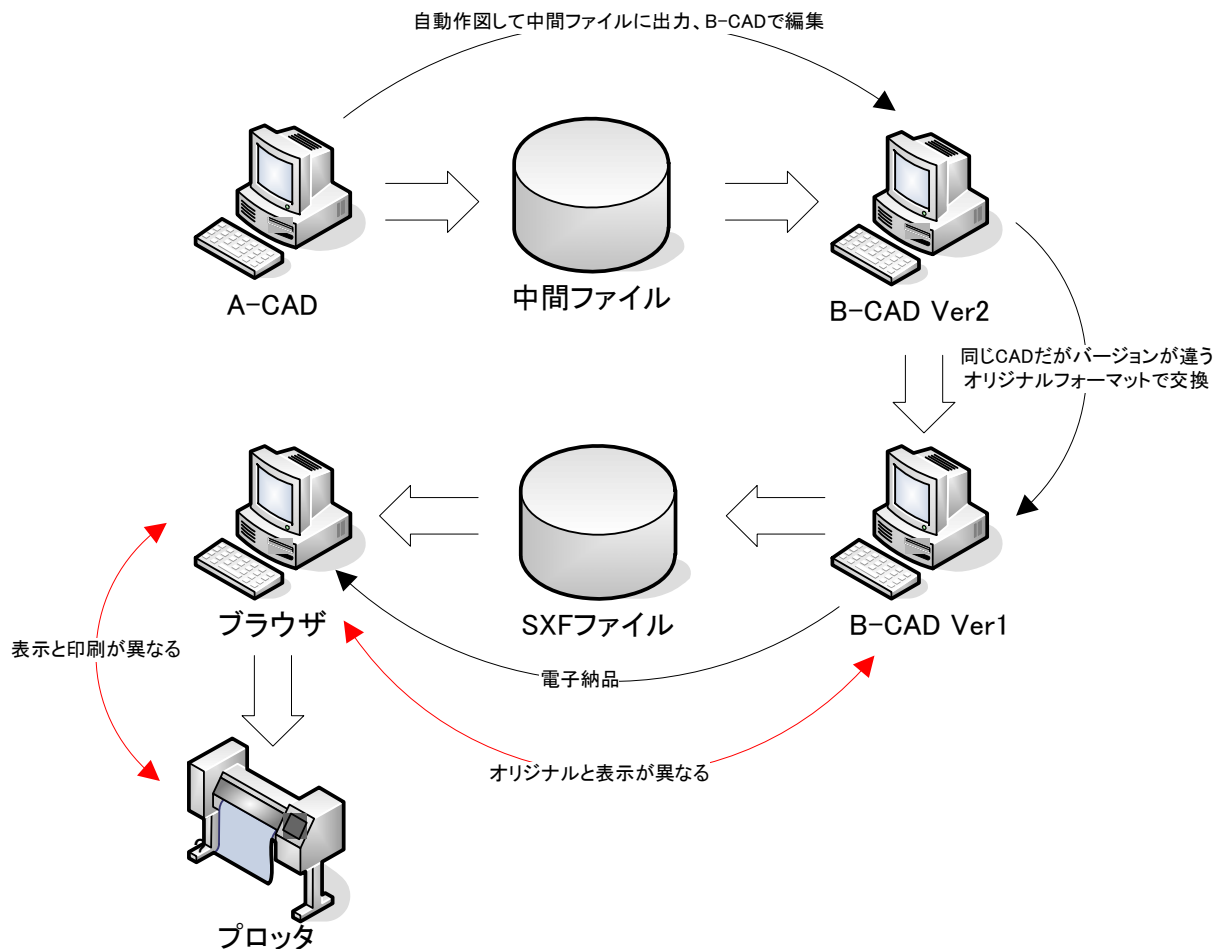 自動作図して中間ファイルに出力、B-CADで編集
A-CAD
中間ファイル
B-CAD Ver2
同じCADだがバージョンが違う
オリジナルフォーマットで交換
ブラウザ
SXFファイル
B-CAD Ver1
表示と印刷が異なる
電子納品
オリジナルと表示が異なる
プロッタ